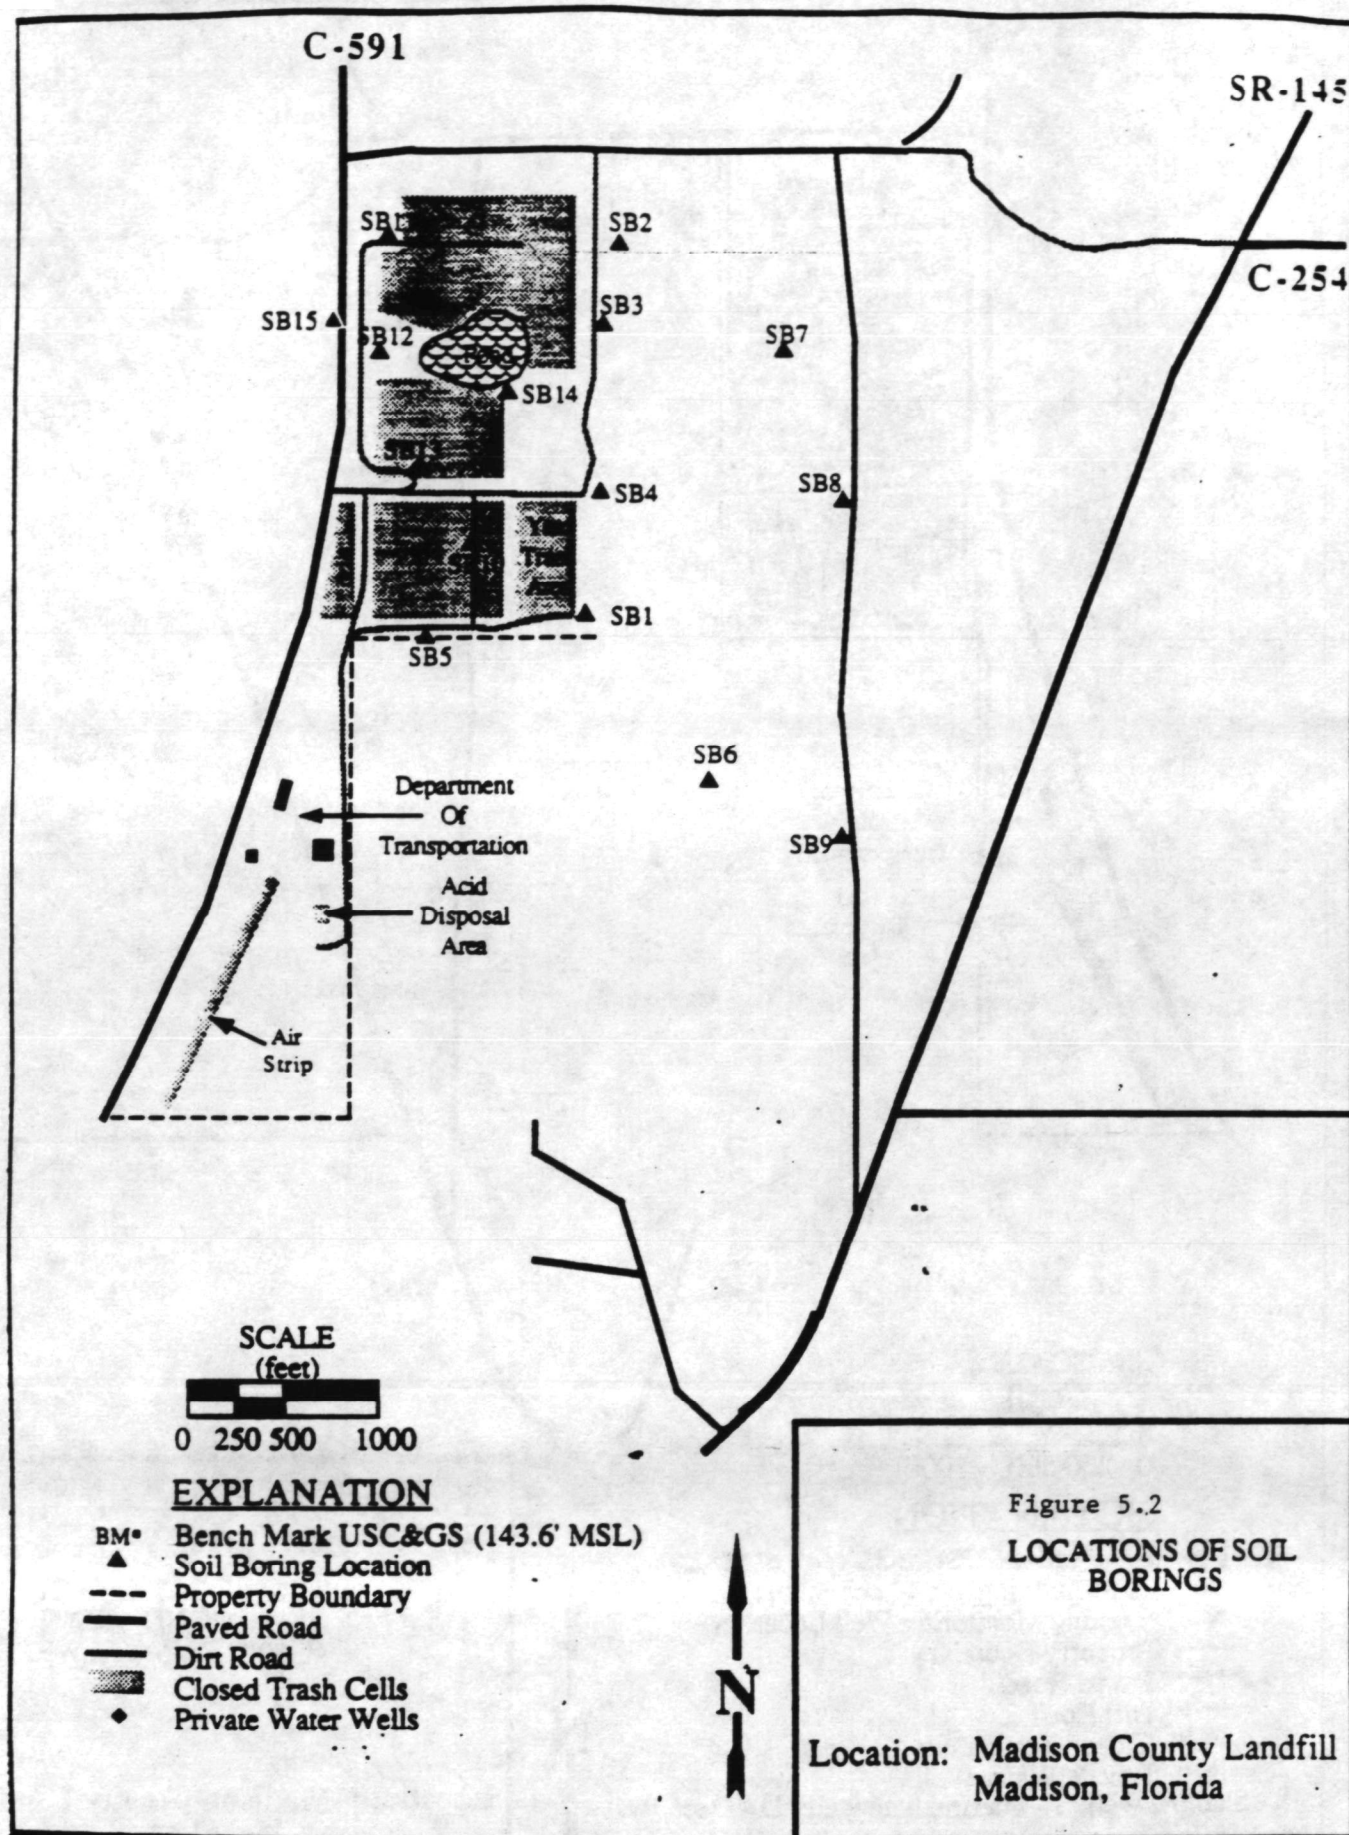 C-591
SR-145
SB1
SB2
C-254
SB15
SB3
SB12
SB7
SB14
SB4
SB8
SB1
SB5
SB6
Department
Of
Transportation
SB9
Acid
Disposal
Area
Air
Strip
SCALE
(feet)
0 250 500 1000
EXPLANATION
BM Bench Mark USC&GS (143.6' MSL)
Soil Boring Location
Property Boundary
Paved Road
Dirt Road
Closed Trash Cells
Private Water Wells
N
Figure 5.2
LOCATIONS OF SOIL
BORINGS
Location: Madison County Landfill
Madison, Florida